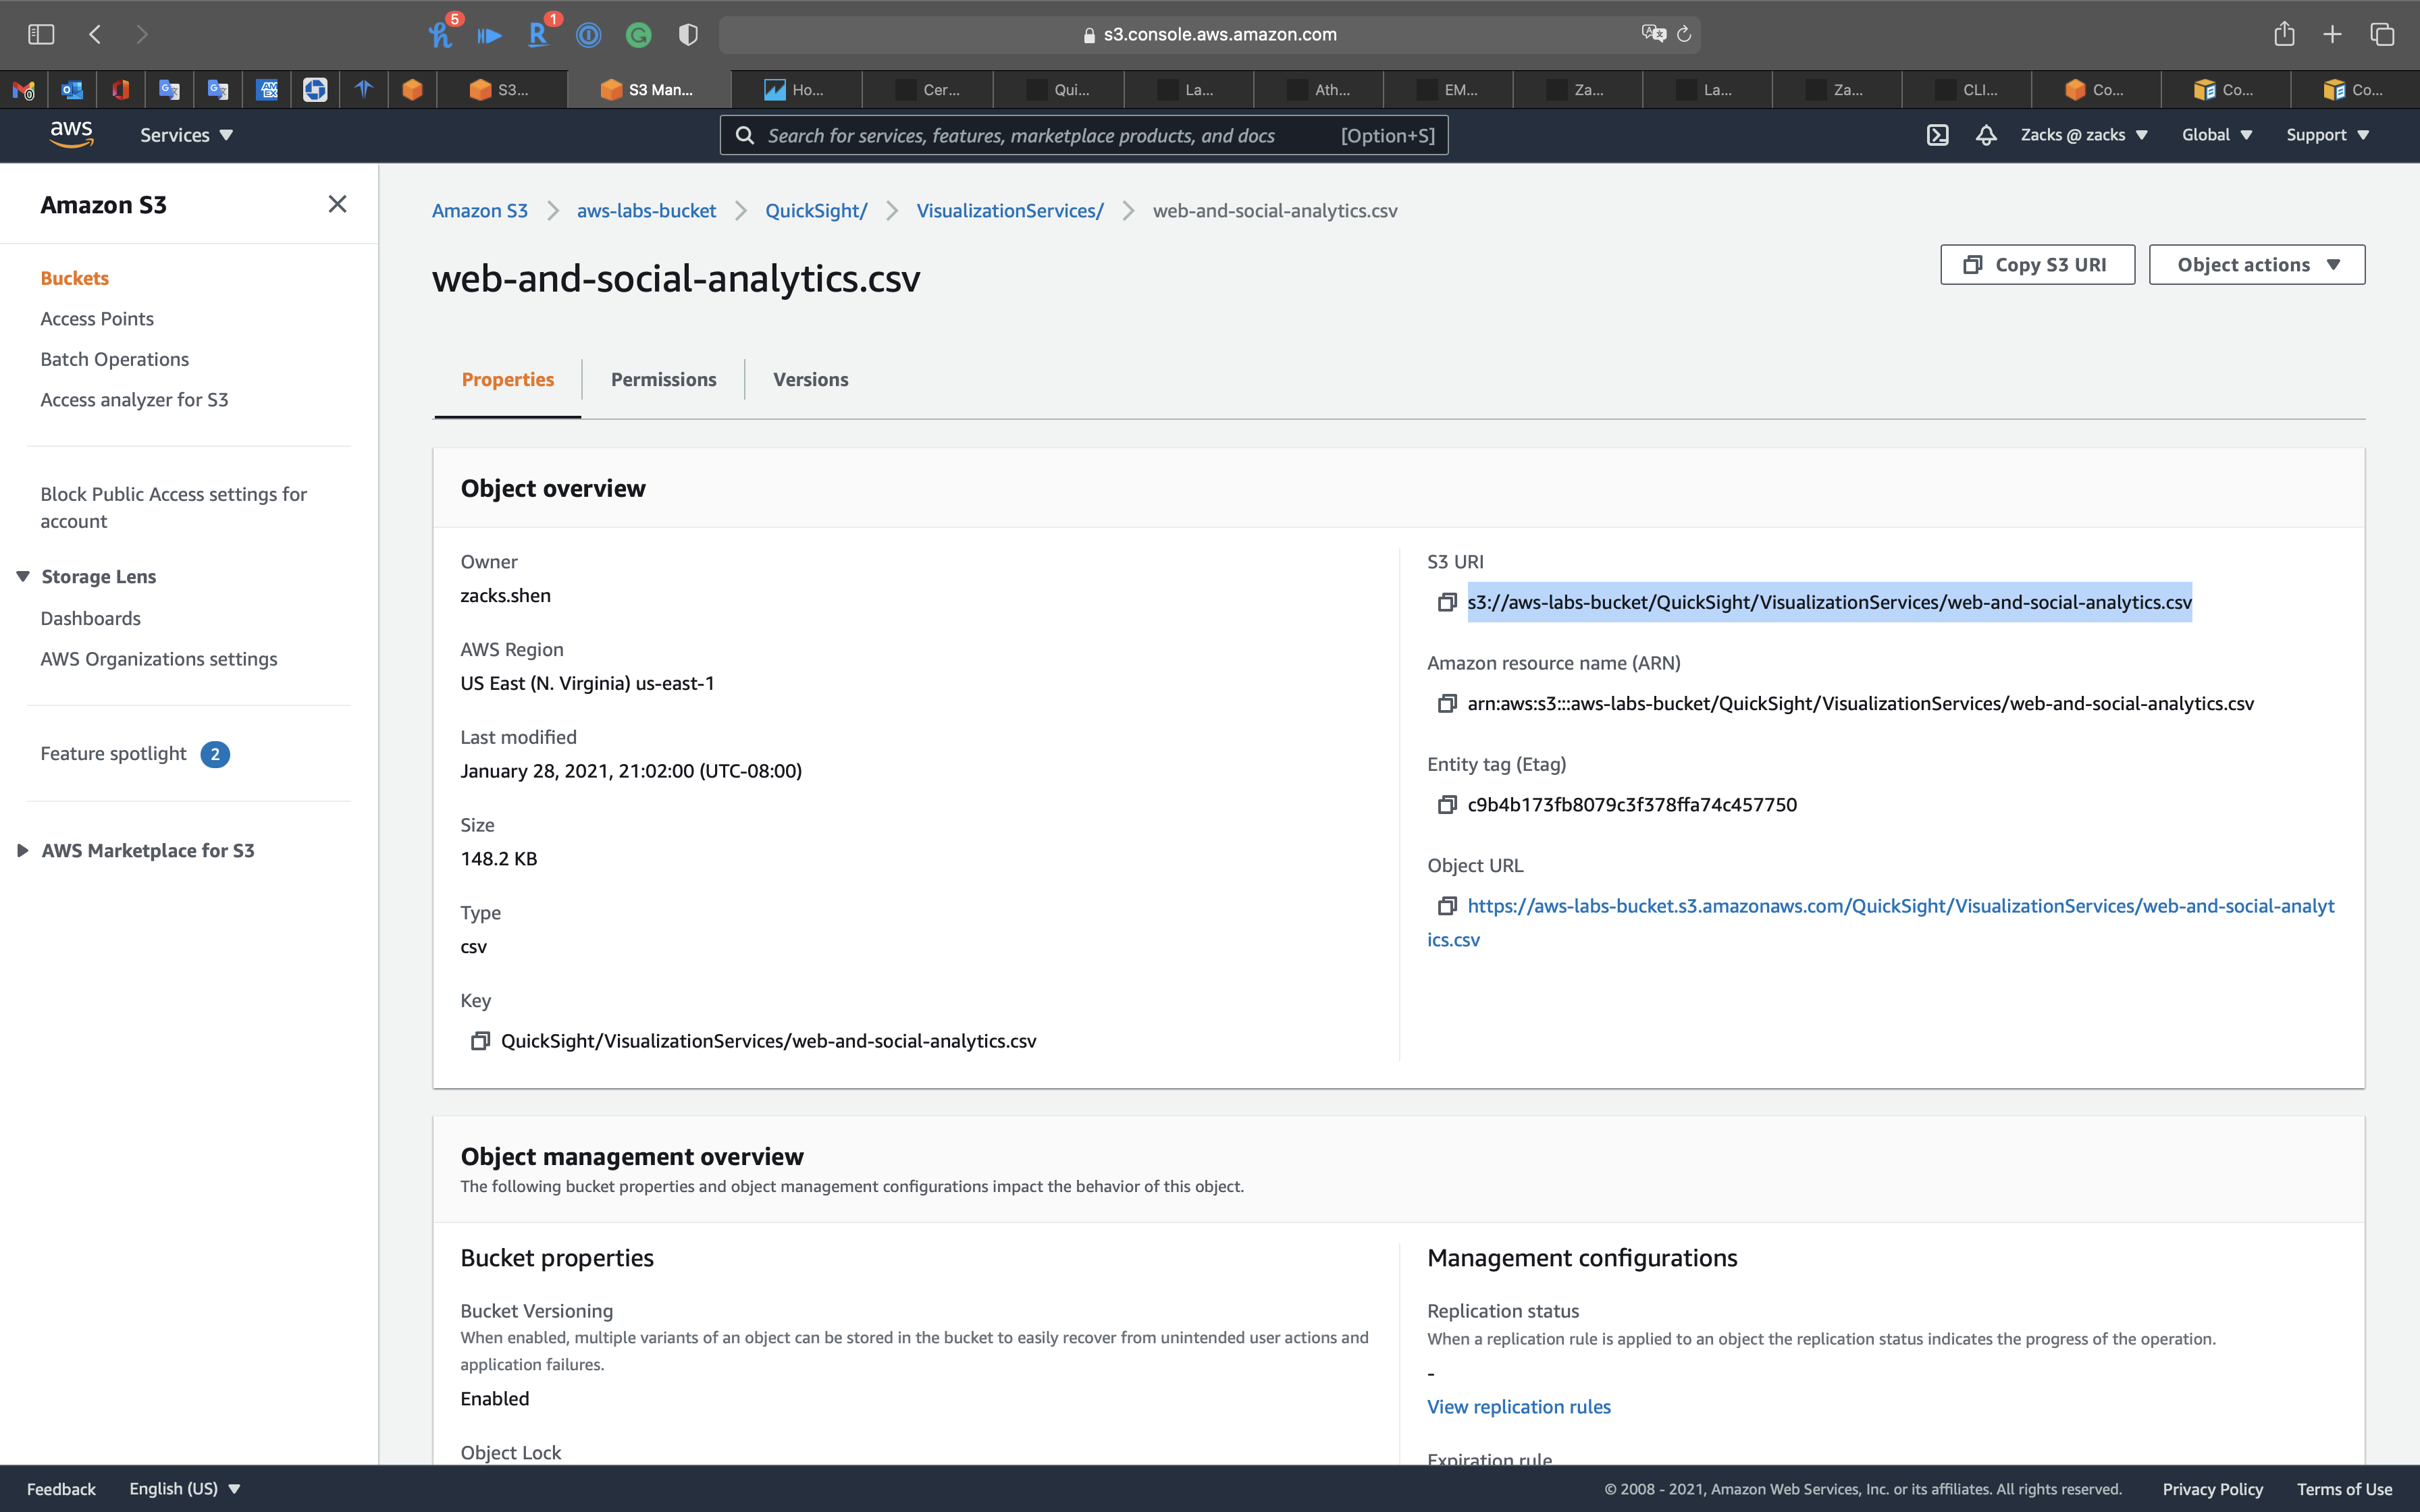 5
1
s3.console.aws.amazon.com
S3...
S3 Man...
Ho...
Cer...
Qui...
La...
Ath...
EM...
Za...
La...
Za...
CLI...
Co...
Co...
Co...
aws
Services
Search for services, features, marketplace products, and docs
[Option+S]
Zacks @ zacks
Global
Support
Amazon S3
Buckets
Access Points
Batch Operations
Access analyzer for S3
Block Public Access settings for
account
Storage Lens
Dashboards
AWS Organizations settings
Feature spotlight 2
AWS Marketplace for S3
Amazon S3
aws-labs-bucket
QuickSight/
VisualizationServices/
web-and-social-analytics.csv
web-and-social-analytics.csv
Copy S3 URI
Object actions
Properties
Permissions
Versions
Object overview
Owner
zacks.shen
AWS Region
US East (N. Virginia) us-east-1
Last modified
January 28, 2021, 21:02:00 (UTC-08:00)
Size
148.2 KB
Type
csv
Key
QuickSight/VisualizationServices/web-and-social-analytics.csv
S3 URI
s3://aws-labs-bucket/QuickSight/VisualizationServices/web-and-social-analytics.csv
Amazon resource name (ARN)
arn:aws:s3:::aws-labs-bucket/QuickSight/VisualizationServices/web-and-social-analytics.csv
Entity tag (Etag)
c9b4b173fb8079c3f378ffa74c457750
Object URL
https://aws-labs-bucket.s3.amazonaws.com/QuickSight/VisualizationServices/web-and-social-analyt
ics.csv
Object management overview
The following bucket properties and object management configurations impact the behavior of this object.
Bucket properties
Bucket Versioning
When enabled, multiple variants of an object can be stored in the bucket to easily recover from unintended user actions and
application failures.
Enabled
Object Lock
Management configurations
Replication status
When a replication rule is applied to an object the replication status indicates the progress of the operation.
-
View replication rules
Expiration rule
Feedback
English (US)
© 2008 - 2021, Amazon Web Services, Inc. or its affiliates. All rights reserved.
Privacy Policy
Terms of Use